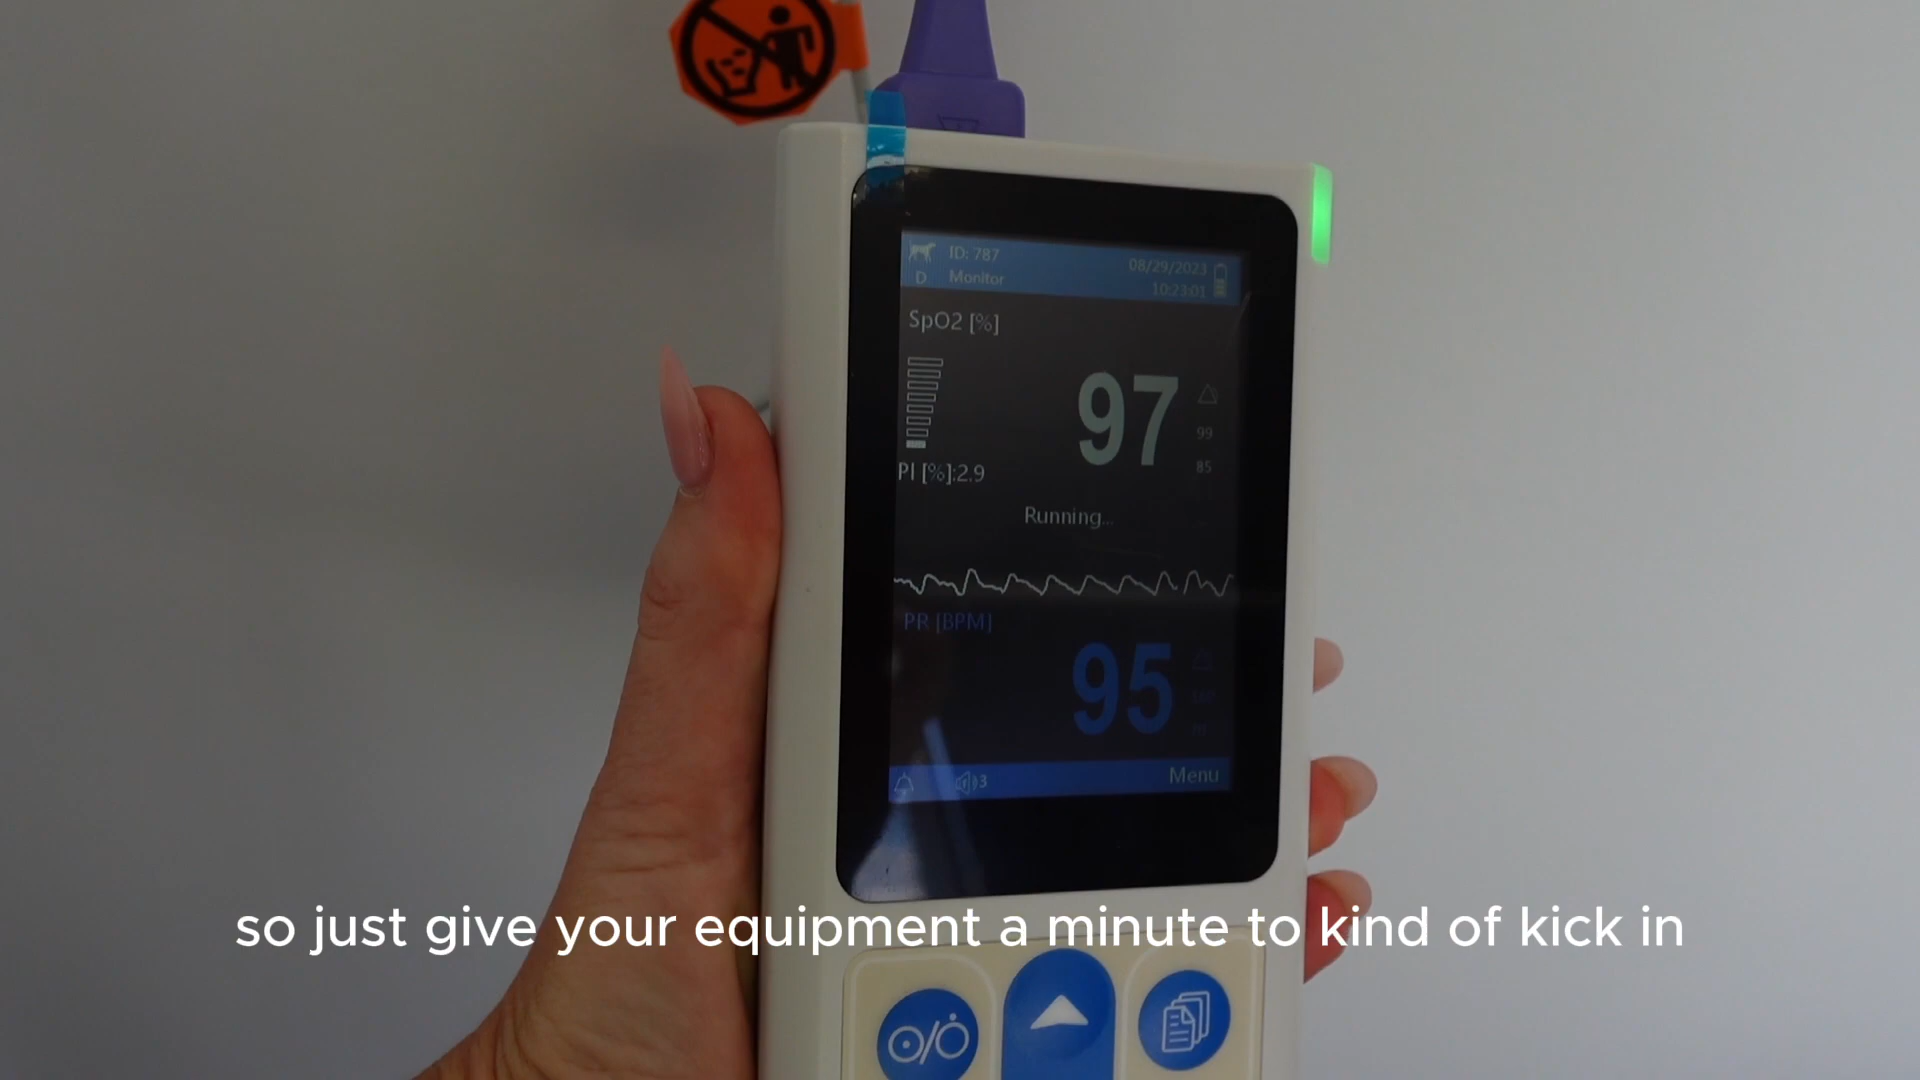 ID: 787
08/29/2023
D Monitor
10:23:01
SpO2 [%]
97
99
85
PI [%]:2.9
Running...
PR [BPM]
95
3
Menu
so just give your equipment a minute to kind of kick in